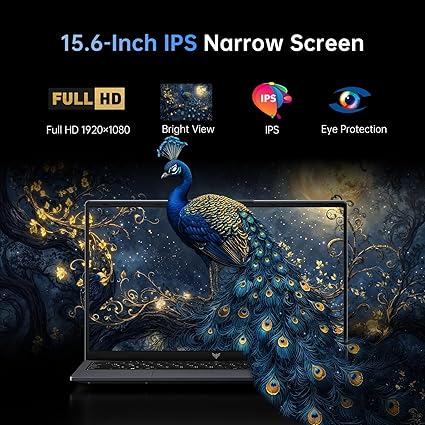 15.6-Inch IPS Narrow Screen
FULL HD
IPS
Full HD 1920×1080
Bright View
IPS
Eye Protection